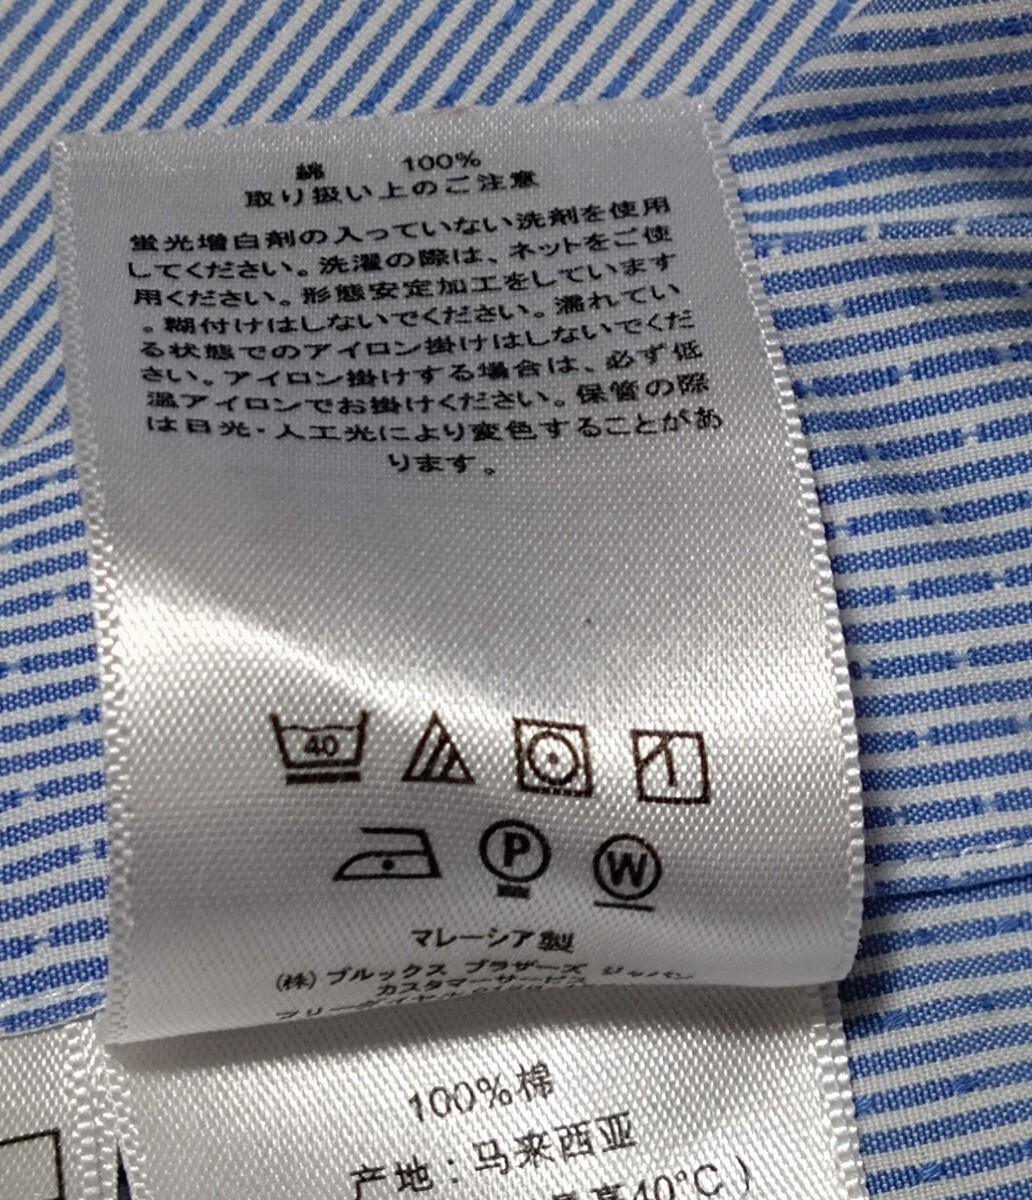 綿 100%
取り扱い上のご注意
蛍光増白剤の入っていない洗剤を使用
してください。洗濯の際は、ネットをご使
用ください。形態安定加工をしています
。糊付けはしないでください。濡れてい
る状態でのアイロン掛けはしないでくだ
さい。アイロン掛けする場合は、必ず低
温アイロンでお掛けください。保管の際
は日光・人工光により変色することがあ
ります。
40
P
W
マレーシア製
(株) ブルックス ブラザーズ ジャパン
カスタマーサービス
フリーダイヤル
100%棉
产地：马来西亚
40°C)